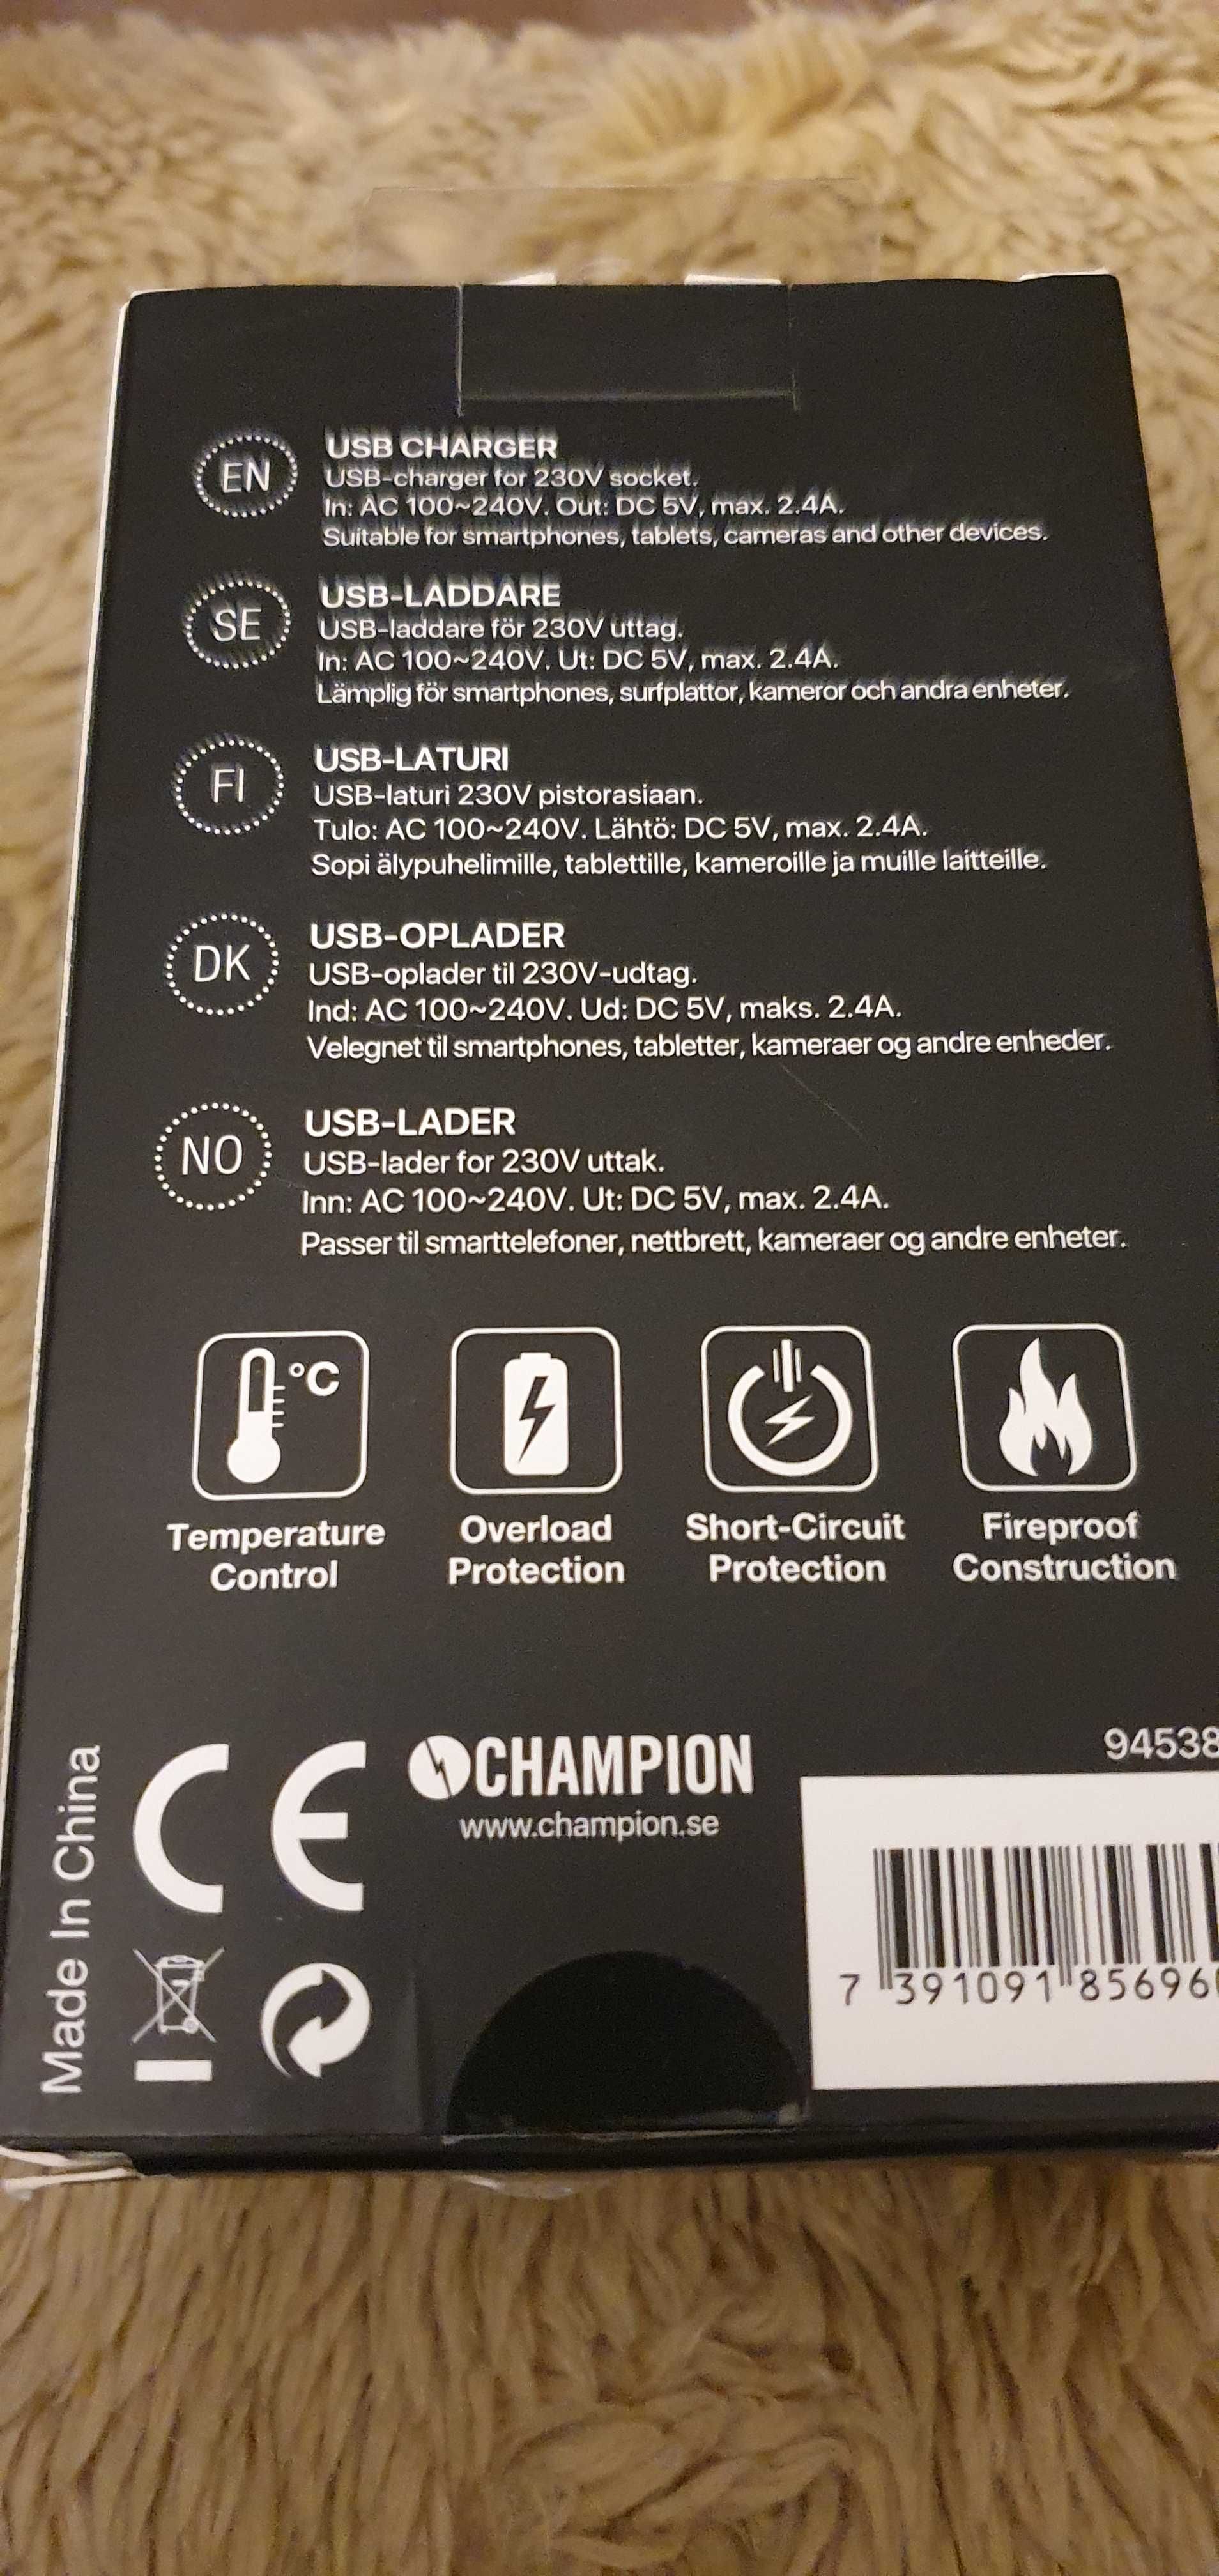 EN
USB CHARGER
USB-charger for 230V socket.
In: AC 100~240V. Out: DC 5V, max. 2.4A.
Suitable for smartphones, tablets, cameras and other devices.
SE
USB-LADDARE
USB-laddare för 230V uttag.
In: AC 100~240V. Ut: DC 5V, max. 2.4A.
Lämplig för smartphones, surfplattor, kameror och andra enheter.
FI
USB-LATURI
USB-laturi 230V pistorasiaan.
Tulo: AC 100~240V. Lähtö: DC 5V, max. 2.4A.
Sopi älypuhelimille, tablettille, kameroille ja muille laitteille.
DK
USB-OPLADER
USB-oplader til 230V-udtag.
Ind: AC 100~240V. Ud: DC 5V, maks. 2.4A.
Velegnet til smartphones, tabletter, kameraer og andre enheder.
NO
USB-LADER
USB-lader for 230V uttak.
Inn: AC 100~240V. Ut: DC 5V, max. 2.4A.
Passer til smarttelefoner, nettbrett, kameraer og andre enheter.
°C
Temperature
Control
Overload
Protection
Short-Circuit
Protection
Fireproof
Construction
Made In China
CE
CHAMPION
www.champion.se
94538
7 391091 85696